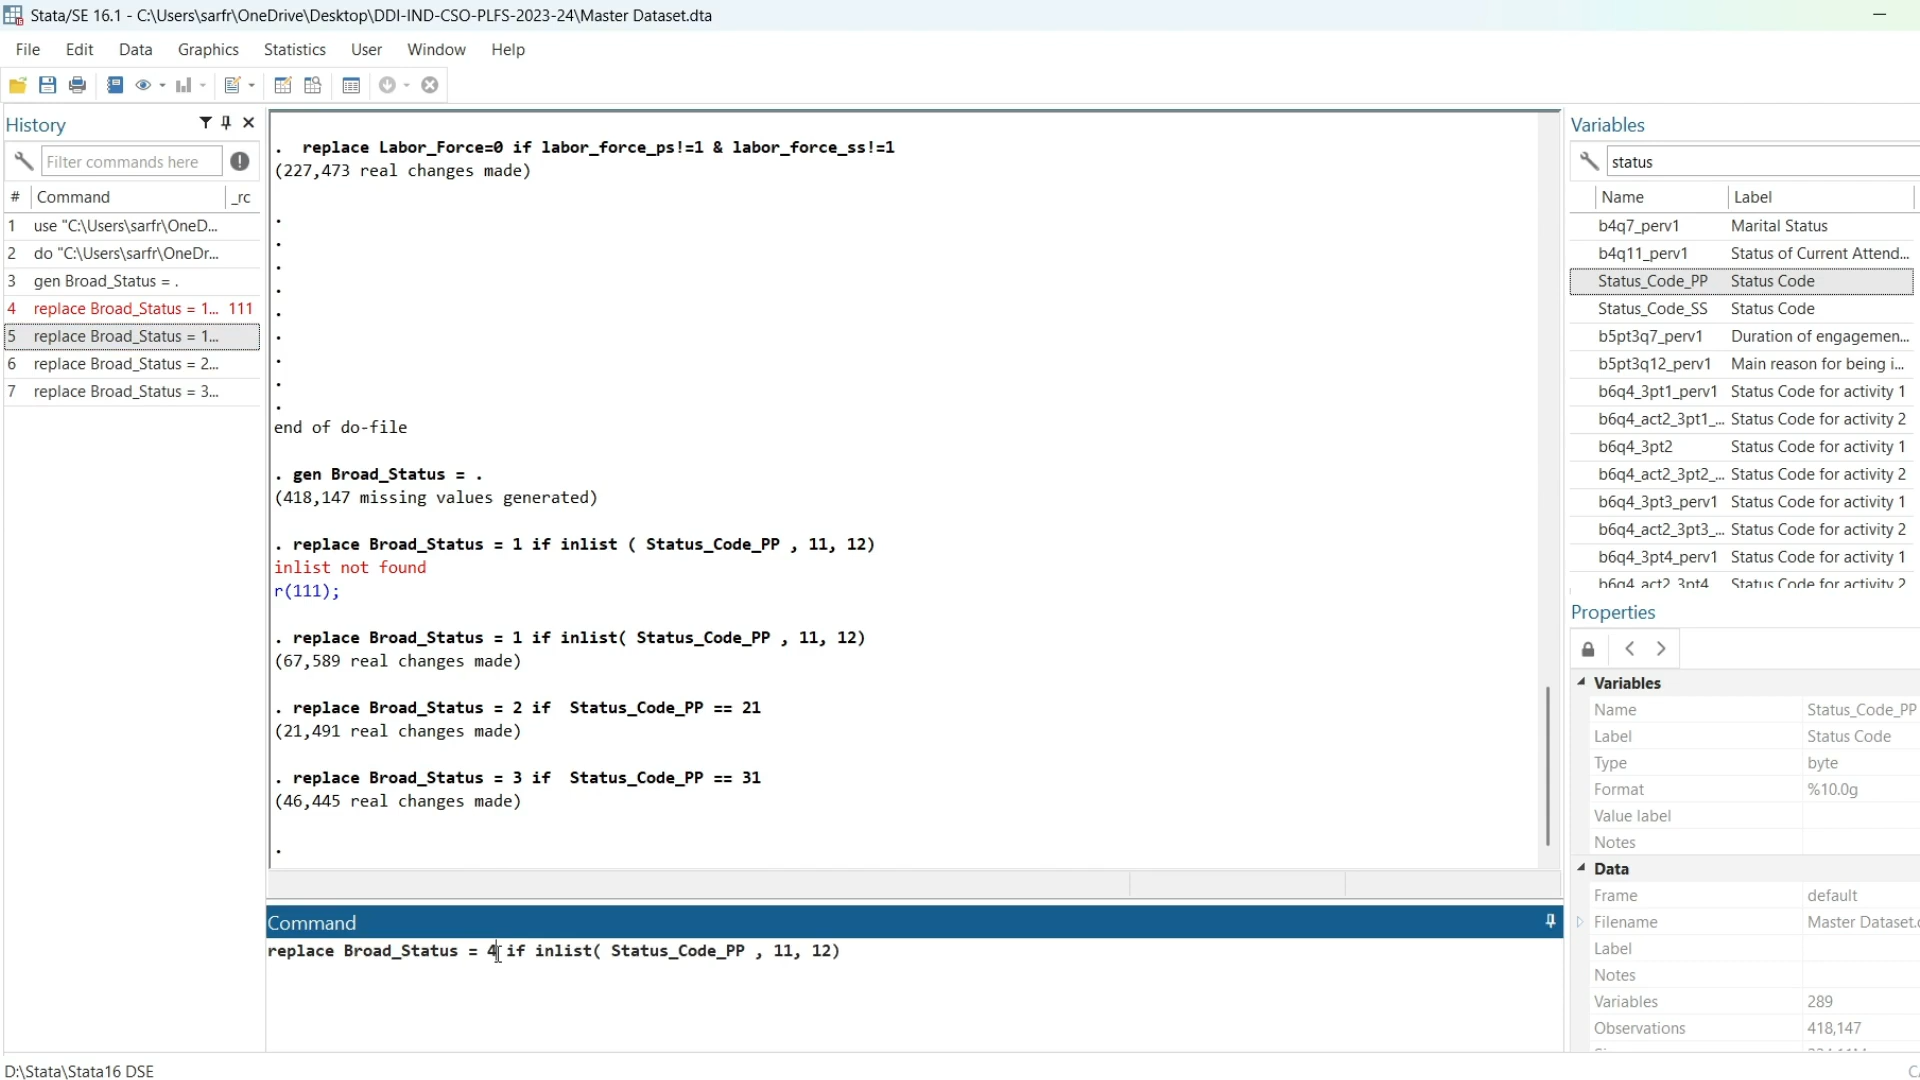 Stata/SE 16.1 - C:\Users\sarfr\OneDrive\Desktop\DDI-IND-CSO-PLFS-2023-24\Master Dataset.dta
File Edit Data Graphics Statistics User Window Help
History
Filter commands here
# Command _rc
1 use "C:\Users\sarfr\OneD...
2 do "C:\Users\sarfr\OneDr...
3 gen Broad_Status = .
4 replace Broad_Status = 1... 111
5 replace Broad_Status = 1...
6 replace Broad_Status = 2...
7 replace Broad_Status = 3...
. replace Labor_Force=0 if labor_force_ps!=1 & labor_force_ss!=1
(227,473 real changes made)
.
.
.
.
.
.
.
.
.
end of do-file
. gen Broad_Status = .
(418,147 missing values generated)
. replace Broad_Status = 1 if inlist ( Status_Code_PP , 11, 12)
inlist not found
r(111);
. replace Broad_Status = 1 if inlist( Status_Code_PP , 11, 12)
(67,589 real changes made)
. replace Broad_Status = 2 if  Status_Code_PP == 21
(21,491 real changes made)
. replace Broad_Status = 3 if  Status_Code_PP == 31
(46,445 real changes made)
.
Command
replace Broad_Status = 4 if inlist( Status_Code_PP , 11, 12)
Variables
status
Name Label
b4q7_perv1 Marital Status
b4q11_perv1 Status of Current Attend...
Status_Code_PP Status Code
Status_Code_SS Status Code
b5pt3q7_perv1 Duration of engagemen...
b5pt3q12_perv1 Main reason for being i...
b6q4_3pt1_perv1 Status Code for activity 1
b6q4_act2_3pt1_... Status Code for activity 2
b6q4_3pt2 Status Code for activity 1
b6q4_act2_3pt2_... Status Code for activity 2
b6q4_3pt3_perv1 Status Code for activity 1
b6q4_act2_3pt3_... Status Code for activity 2
b6q4_3pt4_perv1 Status Code for activity 1
b6q4_act2_3pt4 Status Code for activity 2
Properties
Variables
Name Status_Code_PP
Label Status Code
Type byte
Format %10.0g
Value label
Notes
Data
Frame default
Filename Master Dataset.
Label
Notes
Variables 289
Observations 418,147
D:\Stata\Stata16 DSE